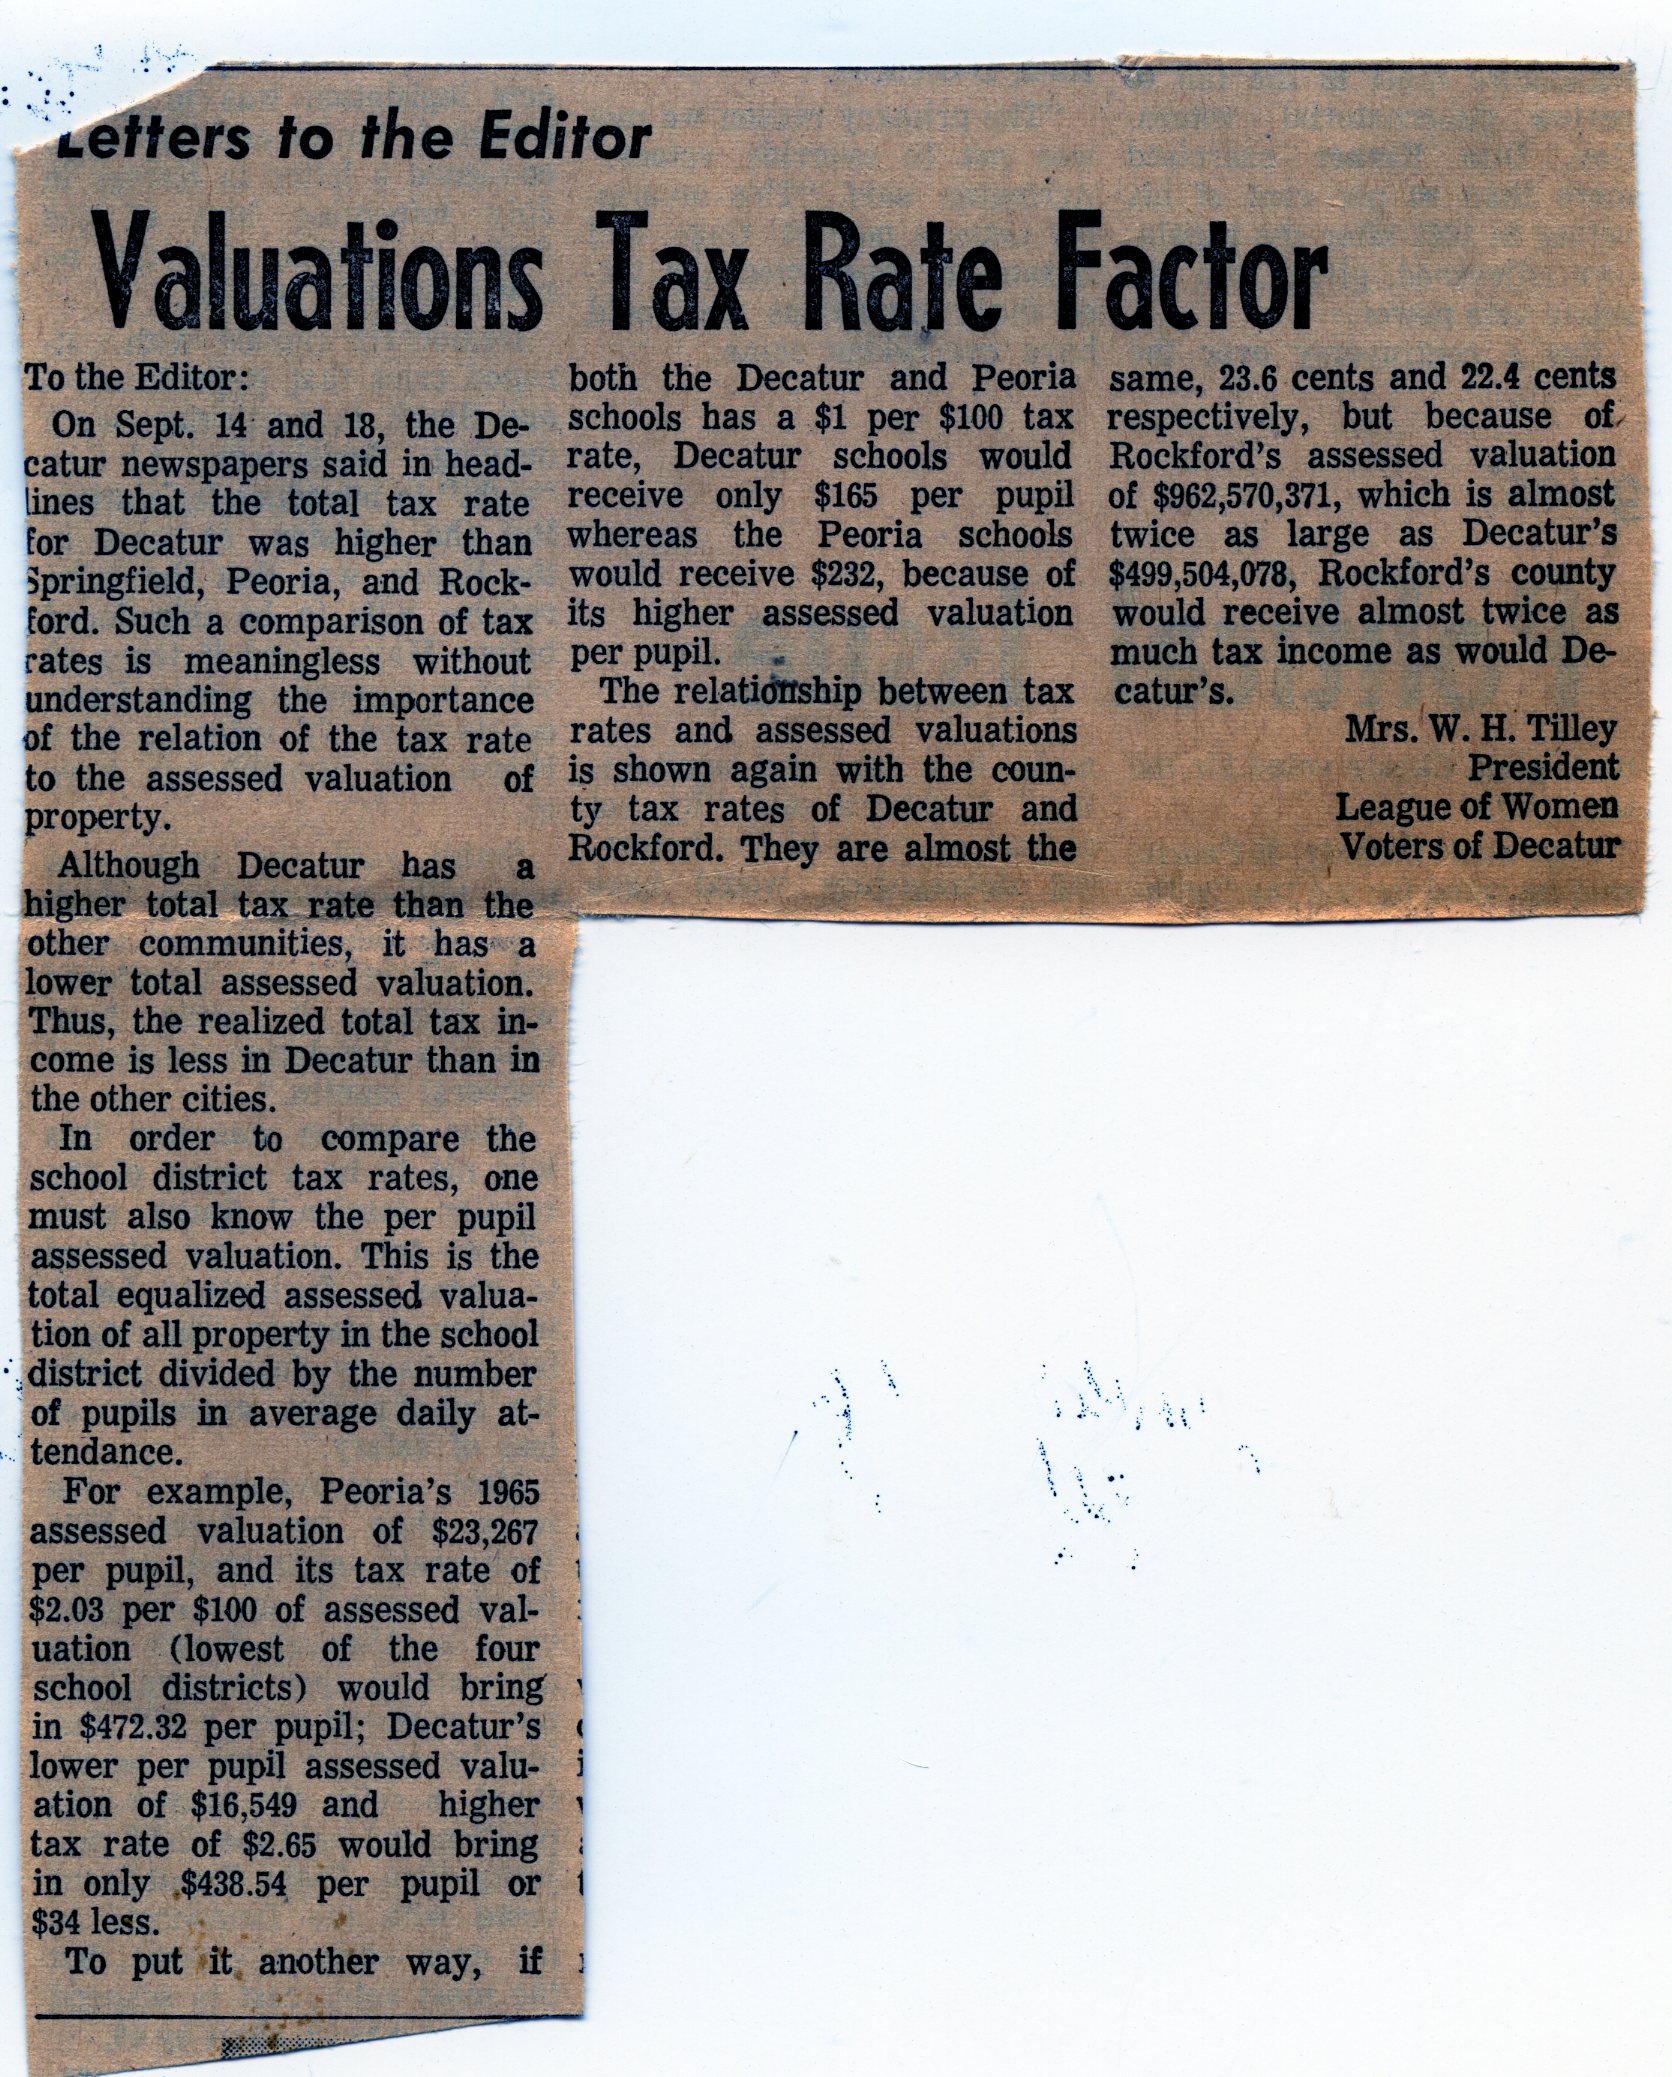 Letters to the Editor
Valuations Tax Rate Factor
To the Editor:
On Sept. 14 and 18, the De-
catur newspapers said in head-
lines that the total tax rate
for Decatur was higher than
Springfield, Peoria, and Rock-
ford. Such a comparison of tax
rates is meaningless without
understanding the importance
of the relation of the tax rate
to the assessed valuation of
property.
Although Decatur has a
higher total tax rate than the
other communities, it has a
lower total assessed valuation.
Thus, the realized total tax in-
come is less in Decatur than in
the other cities.
In order to compare the
school district tax rates, one
must also know the per pupil
assessed valuation. This is the
total equalized assessed valua-
tion of all property in the school
district divided by the number
of pupils in average daily at-
tendance.
For example, Peoria's 1965
assessed valuation of $23,267
per pupil, and its tax rate of
$2.03 per $100 of assessed val-
uation (lowest of the four
school districts) would bring
in $472.32 per pupil; Decatur's
lower per pupil assessed valu-
ation of $16,549 and higher
tax rate of $2.65 would bring
in only $438.54 per pupil or
$34 less.
To put it another way, if
both the Decatur and Peoria
schools has a $1 per $100 tax
rate, Decatur schools would
receive only $165 per pupil
whereas the Peoria schools
would receive $232, because of
its higher assessed valuation
per pupil.
The relationship between tax
rates and assessed valuations
is shown again with the coun-
ty tax rates of Decatur and
Rockford. They are almost the
same, 23.6 cents and 22.4 cents
respectively, but because of
Rockford's assessed valuation
of $962,570,371, which is almost
twice as large as Decatur's
$499,504,078, Rockford's county
would receive almost twice as
much tax income as would De-
catur's.
Mrs. W. H. Tilley
President
League of Women
Voters of Decatur